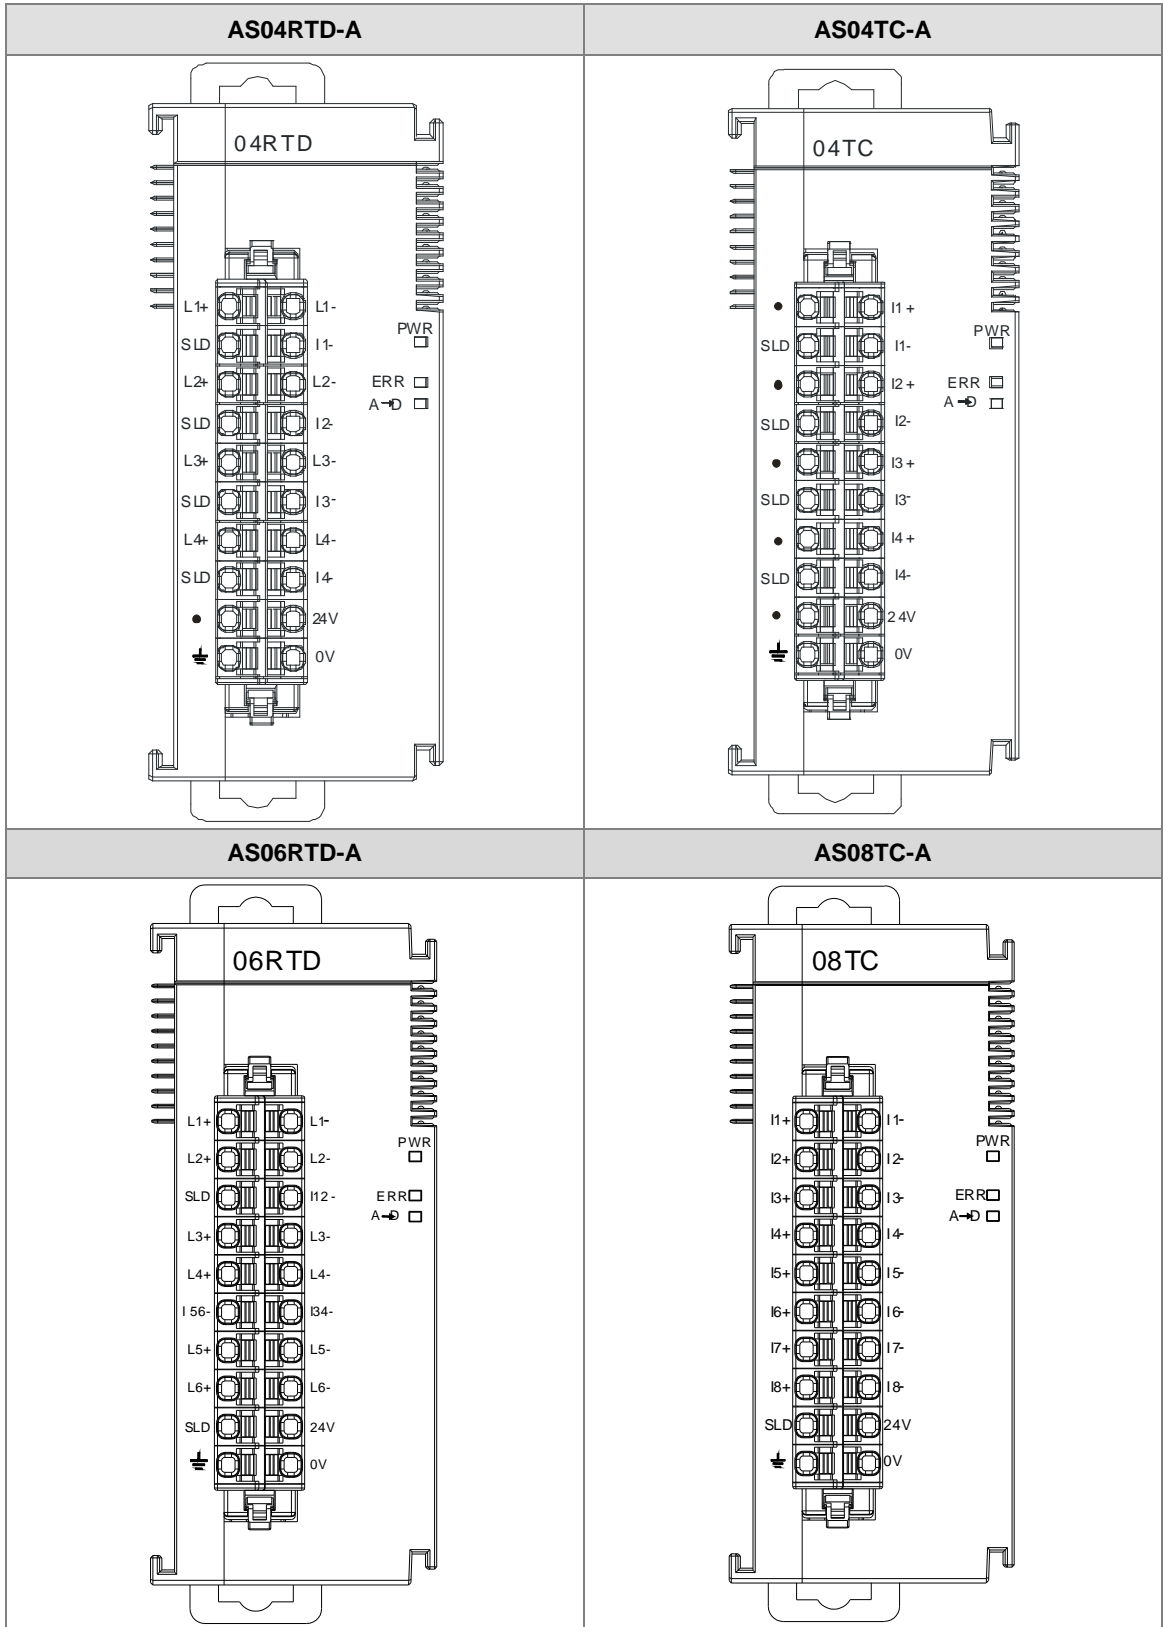 AS04RTD-A AS04TC-A
04RTD
L1+ L1-
PWR
SLD I1-
L2+ L2- ERR
A→D
SLD I2-
L3+ L3-
SLD I3-
L4+ L4-
SLD I4-
• 24V
0V
04TC
• I1+
PWR
SLD I1-
• I2+ ERR
A→D
SLD I2-
• I3+
SLD I3-
• I4+
SLD I4-
• 24V
0V
AS06RTD-A AS08TC-A
06RTD
L1+ L1-
PWR
L2+ L2-
SLD I12- ERR
A→D
L3+ L3-
L4+ L4-
I56- I34-
L5+ L5-
L6+ L6-
SLD 24V
0V
08TC
I1+ I1-
PWR
I2+ I2-
I3+ I3- ERR
A→D
I4+ I4-
I5+ I5-
I6+ I6-
I7+ I7-
I8+ I8-
SLD 24V
0V